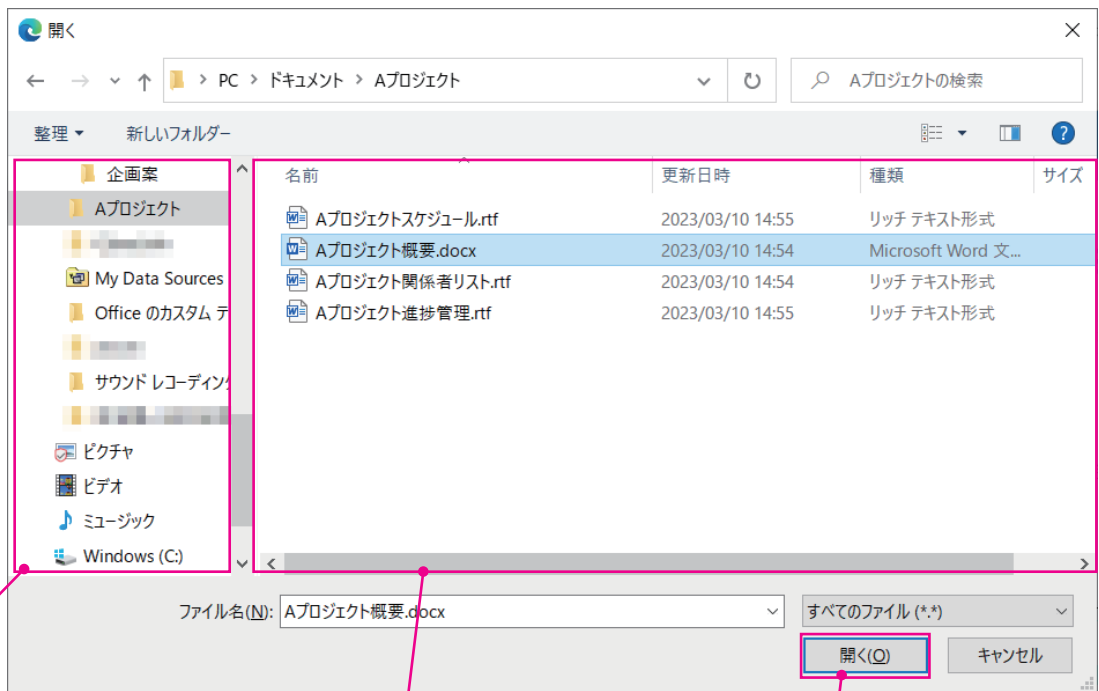 開く
PC > ドキュメント > Aプロジェクト
Aプロジェクトの検索
整理
新しいフォルダー
企画案
Aプロジェクト
My Data Sources
Office のカスタム テ
サウンド レコーディング
ピクチャ
ビデオ
ミュージック
Windows (C:)
名前 更新日時 種類 サイズ
Aプロジェクトスケジュール.rtf 2023/03/10 14:55 リッチ テキスト形式
Aプロジェクト概要.docx 2023/03/10 14:54 Microsoft Word 文...
Aプロジェクト関係者リスト.rtf 2023/03/10 14:54 リッチ テキスト形式
Aプロジェクト進捗管理.rtf 2023/03/10 14:55 リッチ テキスト形式
ファイル名(N): Aプロジェクト概要.docx すべてのファイル (*.*)
開く(O) キャンセル